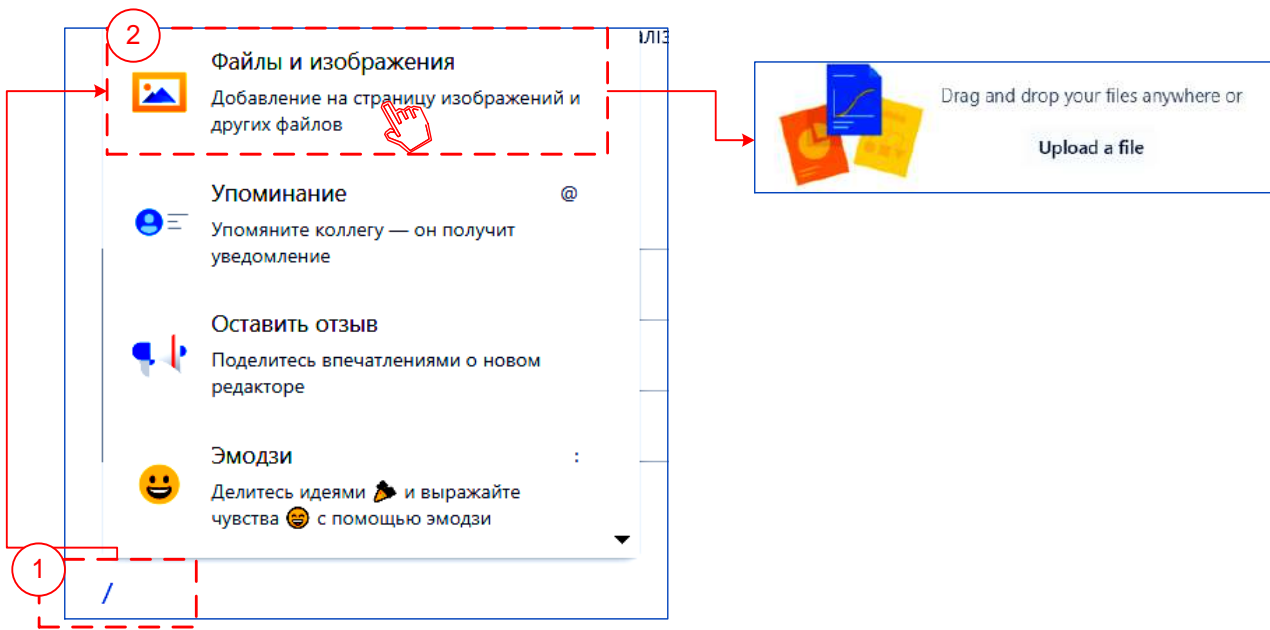 2
аліз
Файлы и изображения
Добавление на страницу изображений и
других файлов
Упоминание @
Упомяните коллегу — он получит
уведомление
Оставить отзыв
Поделитесь впечатлениями о новом
редакторе
Эмодзи :
Делитесь идеями 🎉 и выражайте
чувства 😄 с помощью эмодзи
1
/
Drag and drop your files anywhere or
Upload a file